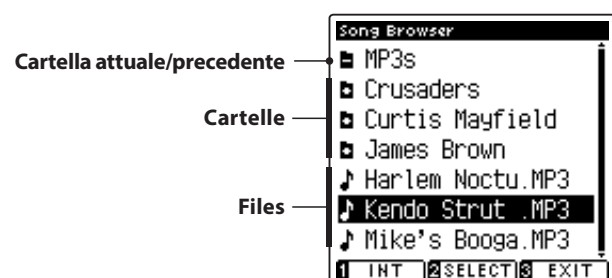 Song Browser
Cartella attuale/precedente
MP3s
Crusaders
Cartelle
Curtis Mayfield
James Brown
Harlem Noctu.MP3
Files
Kendo Strut .MP3
Mike's Booga.MP3
1 INT 2 SELECT 3 EXIT